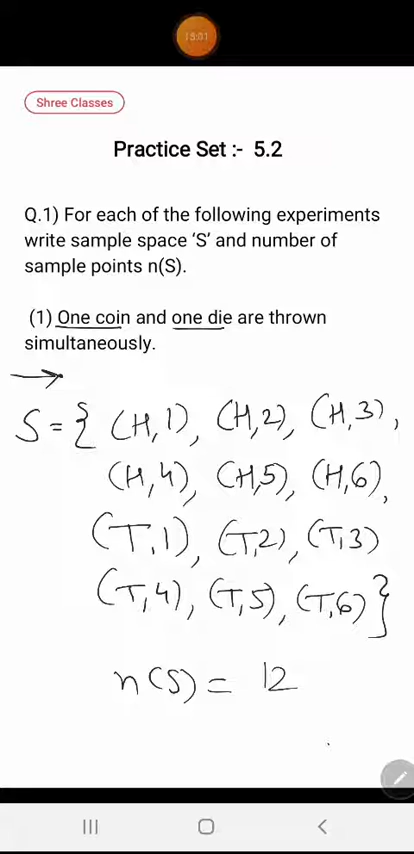 15:01
Shree Classes
Practice Set :- 5.2
Q.1) For each of the following experiments
write sample space ‘S’ and number of
sample points n(S).
(1) One coin and one die are thrown
simultaneously.
S = { (H,1), (H,2), (H,3),
(H,4), (H,5), (H,6),
(T,1), (T,2), (T,3)
(T,4), (T,5), (T,6) }
n(S) = 12